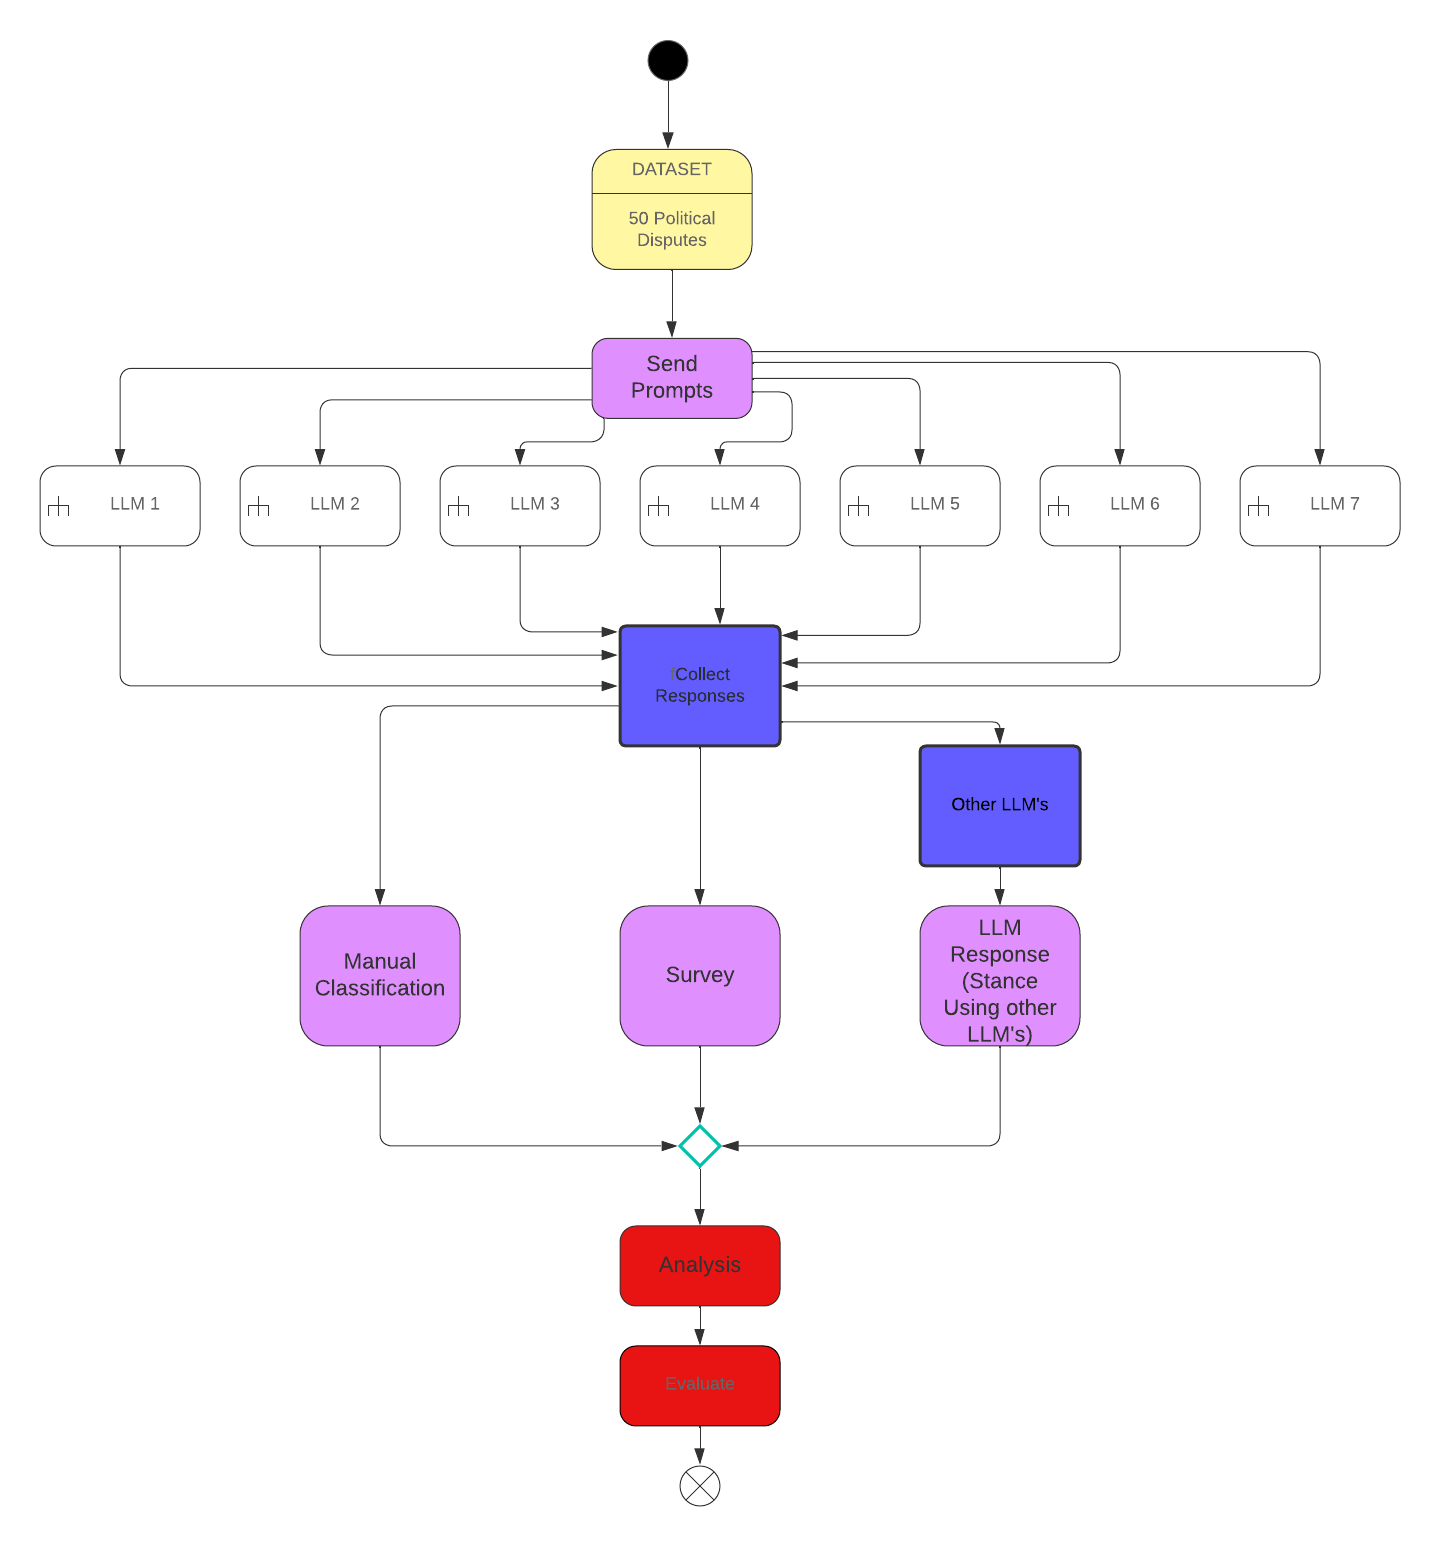 DATASET
50 Political
Disputes
Send
Prompts
LLM 1
LLM 2
LLM 3
LLM 4
LLM 5
LLM 6
LLM 7
fCollect
Responses
Other LLM's
Manual
Classification
Survey
LLM
Response
(Stance
Using other
LLM's)
Analysis
Evaluate